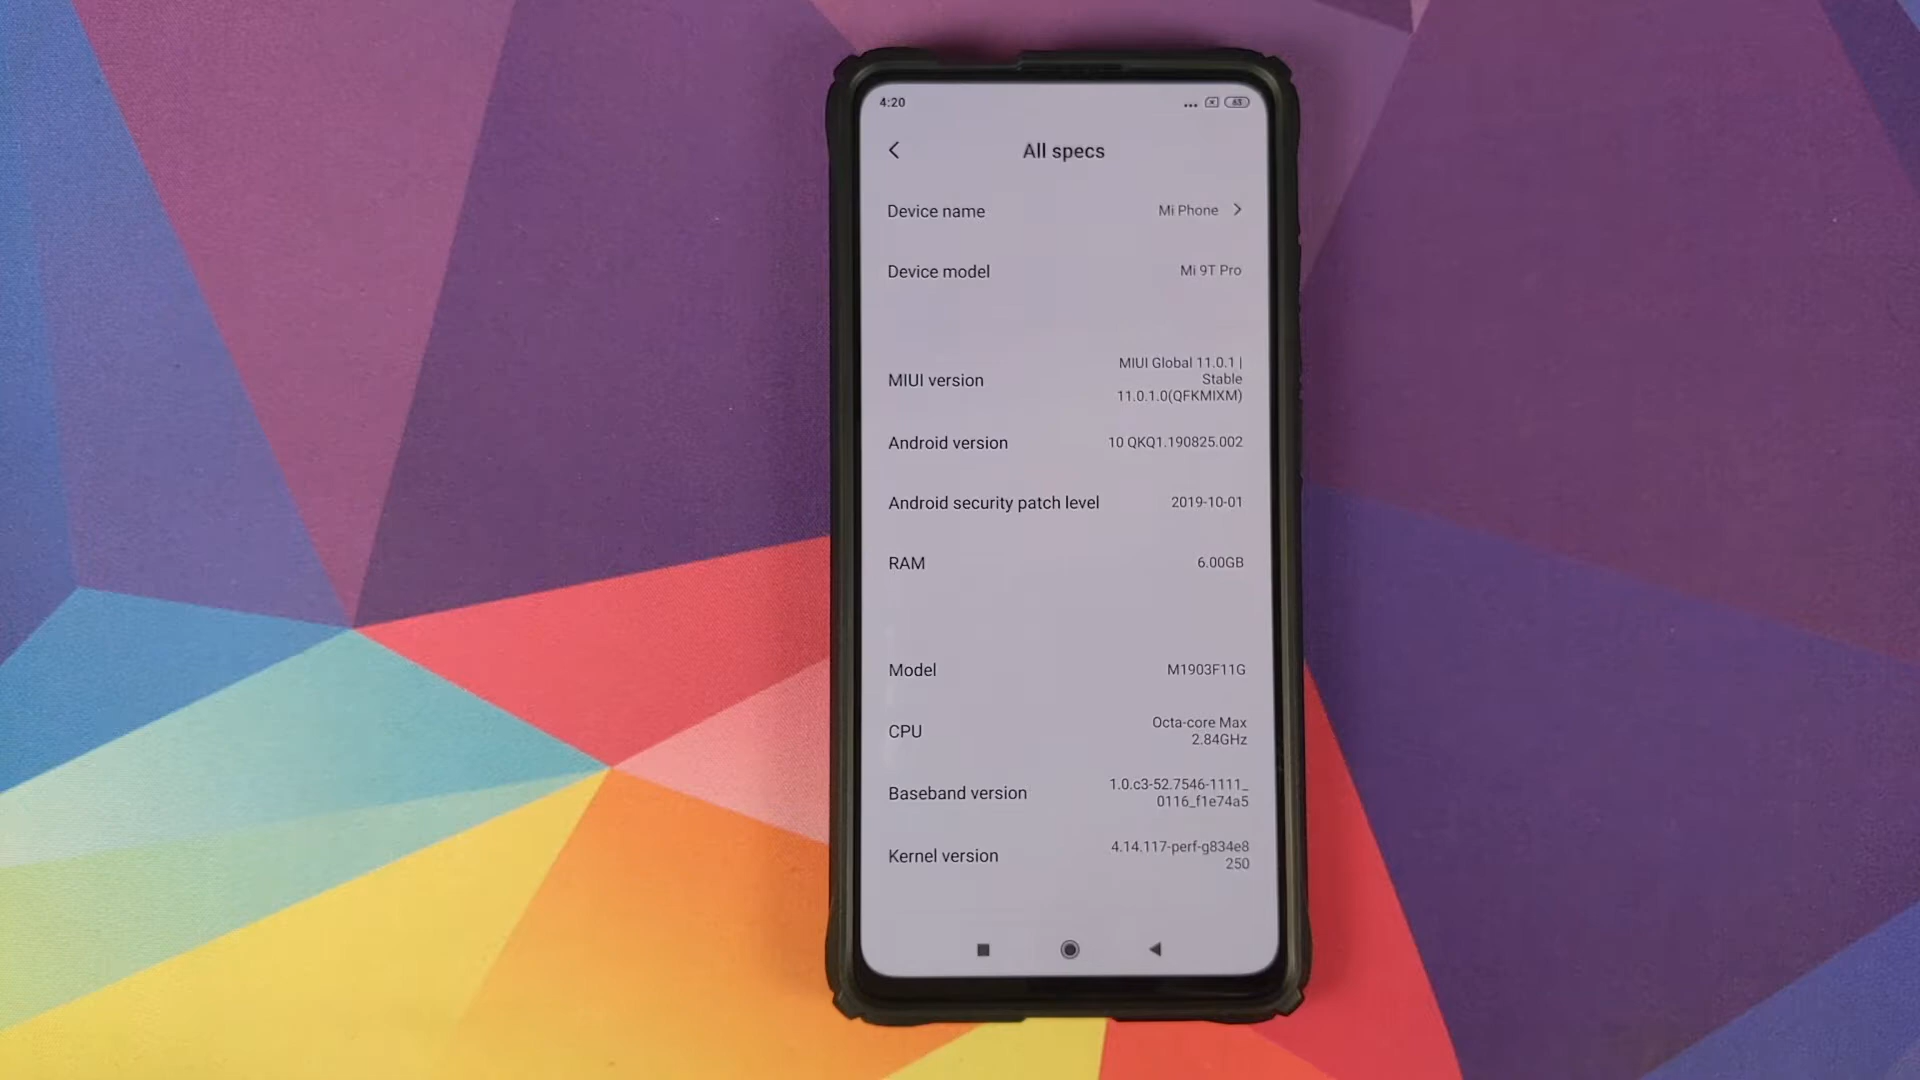 4:20
63
All specs
Device name Mi Phone
Device model Mi 9T Pro
MIUI version
MIUI Global 11.0.1 |
Stable
11.0.1.0(QFKMIXM)
Android version 10 QKQ1.190825.002
Android security patch level 2019-10-01
RAM 6.00GB
Model M1903F11G
CPU
Octa-core Max
2.84GHz
Baseband version
1.0.c3-52.7546-1111_
0116_f1e74a5
Kernel version
4.14.117-perf-g834e8
250